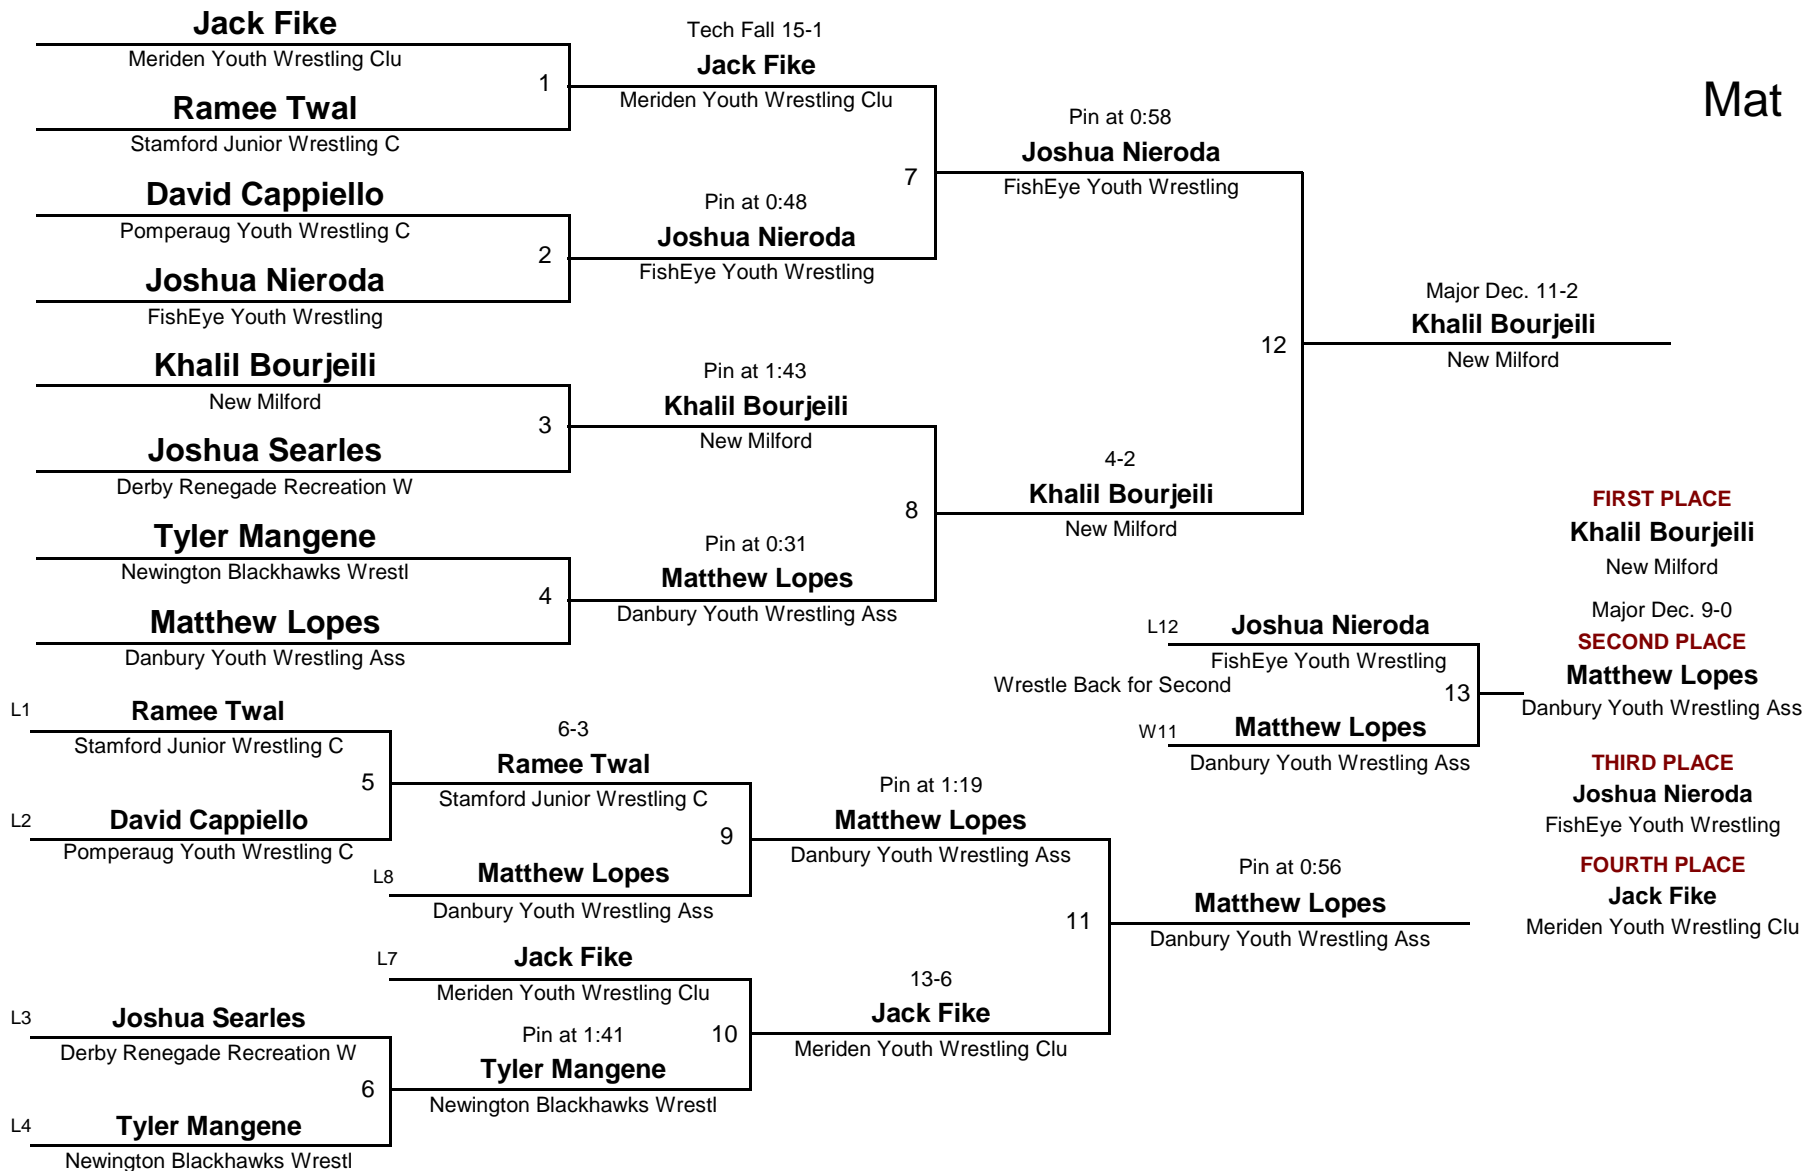 Jack Fike
Meriden Youth Wrestling Clu
1
Ramee Twal
Stamford Junior Wrestling C
David Cappiello
Pomperaug Youth Wrestling C
2
Joshua Nieroda
FishEye Youth Wrestling
Khalil Bourjeili
New Milford
3
Joshua Searles
Derby Renegade Recreation W
Tyler Mangene
Newington Blackhawks Wrestl
4
Matthew Lopes
Danbury Youth Wrestling Ass
Tech Fall 15-1
Jack Fike
Meriden Youth Wrestling Clu
7
Pin at 0:48
Joshua Nieroda
FishEye Youth Wrestling
Pin at 1:43
Khalil Bourjeili
New Milford
8
Pin at 0:31
Matthew Lopes
Danbury Youth Wrestling Ass
Pin at 0:58
Joshua Nieroda
FishEye Youth Wrestling
12
4-2
Khalil Bourjeili
New Milford
Mat
Major Dec. 11-2
Khalil Bourjeili
New Milford
L12
Joshua Nieroda
FishEye Youth Wrestling
Wrestle Back for Second
13
W11
Matthew Lopes
Danbury Youth Wrestling Ass
FIRST PLACE
Khalil Bourjeili
New Milford
Major Dec. 9-0
SECOND PLACE
Matthew Lopes
Danbury Youth Wrestling Ass
THIRD PLACE
Joshua Nieroda
FishEye Youth Wrestling
FOURTH PLACE
Jack Fike
Meriden Youth Wrestling Clu
L1
Ramee Twal
Stamford Junior Wrestling C
5
L2
David Cappiello
Pomperaug Youth Wrestling C
L3
Joshua Searles
Derby Renegade Recreation W
6
L4
Tyler Mangene
Newington Blackhawks Wrestl
6-3
Ramee Twal
Stamford Junior Wrestling C
9
L8
Matthew Lopes
Danbury Youth Wrestling Ass
L7
Jack Fike
Meriden Youth Wrestling Clu
10
Pin at 1:41
Tyler Mangene
Newington Blackhawks Wrestl
Pin at 1:19
Matthew Lopes
Danbury Youth Wrestling Ass
11
13-6
Jack Fike
Meriden Youth Wrestling Clu
Pin at 0:56
Matthew Lopes
Danbury Youth Wrestling Ass